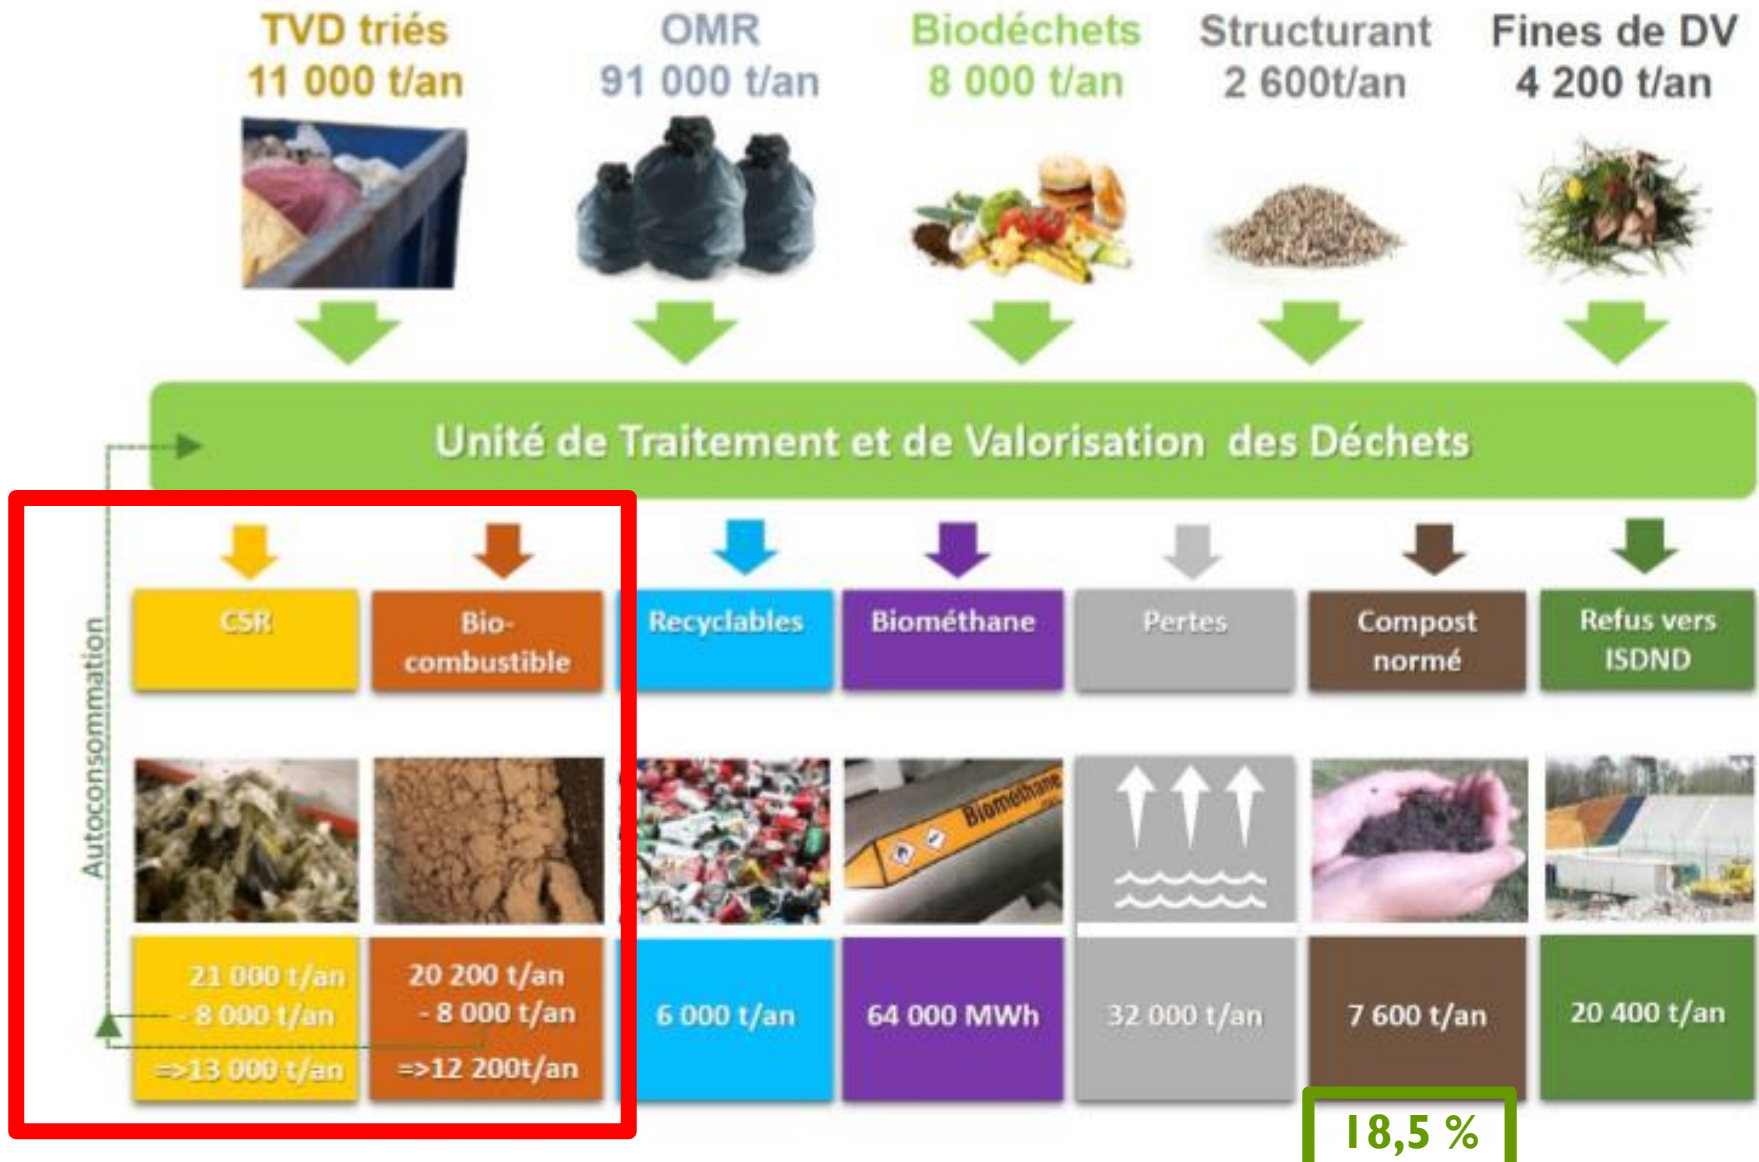 TVD triés
11 000 t/an
OMR
91 000 t/an
Biodéchets
8 000 t/an
Structurant
2 600t/an
Fines de DV
4 200 t/an
Unité de Traitement et de Valorisation des Déchets
Autoconsommation
CSR
Bio-
combustible
Recyclables
Biométhane
Pertes
Compost
normé
Refus vers
ISDND
Biométhane
21 000 t/an
- 8 000 t/an
=>13 000 t/an
20 200 t/an
- 8 000 t/an
=>12 200t/an
6 000 t/an
64 000 MWh
32 000 t/an
7 600 t/an
20 400 t/an
18,5 %